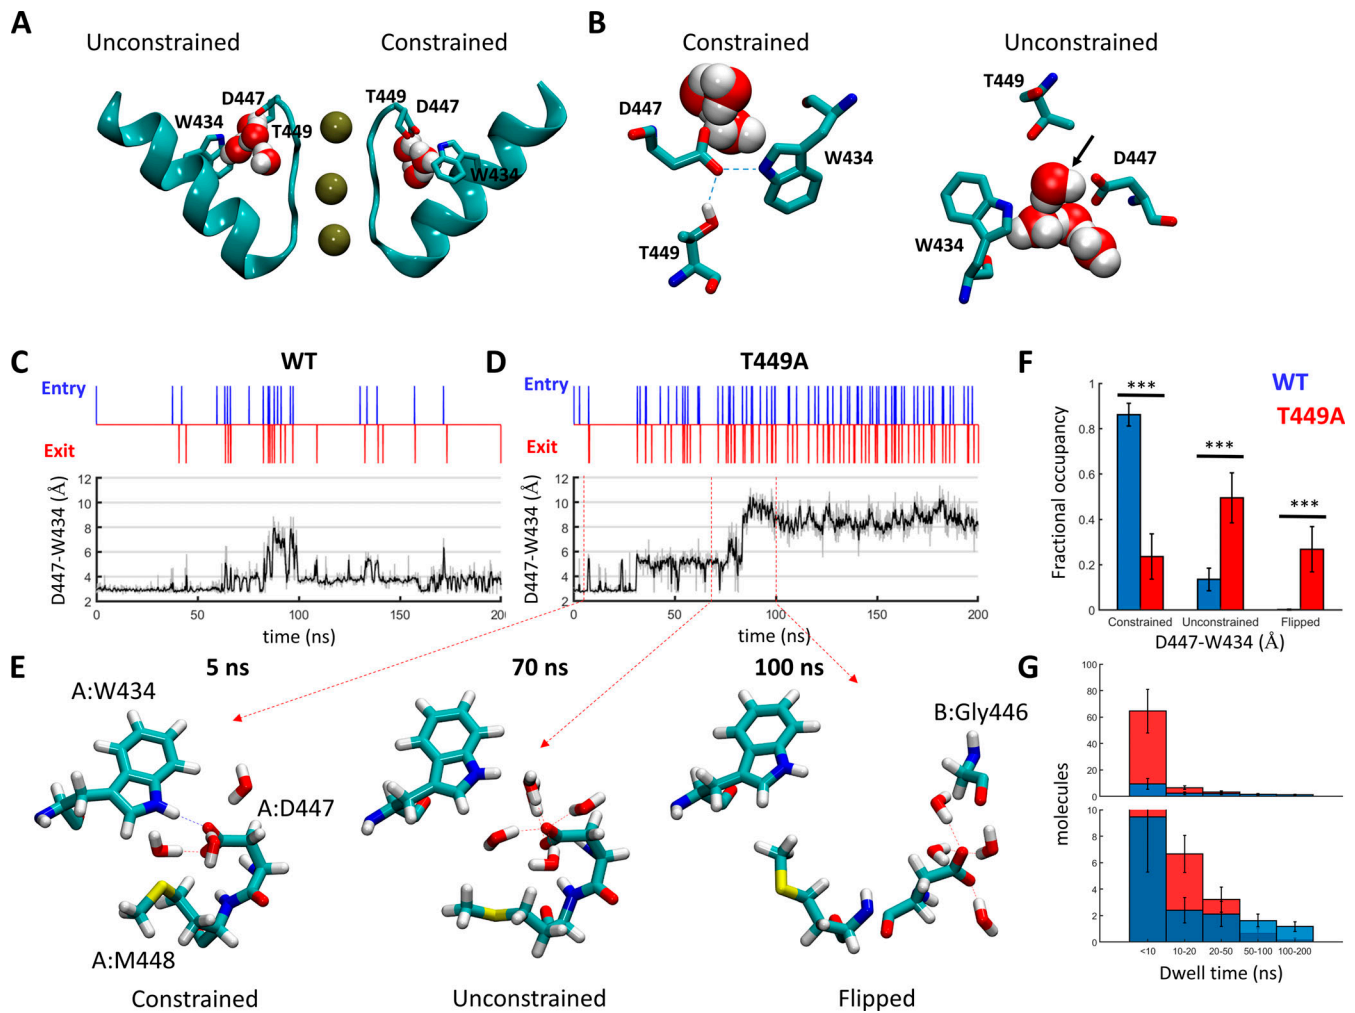 A
Unconstrained
Constrained
D447
W434
T449
T449
D447
W434
B
Constrained
Unconstrained
D447
W434
T449
T449
D447
W434
C
WT
Entry
Exit
D447-W434 (Å)
12
10
8
6
4
2
0
50
100
150
200
time (ns)
D
T449A
Entry
Exit
D447-W434 (Å)
12
10
8
6
4
2
0
50
100
150
200
time (ns)
F
WT
T449A
***
***
***
Fractional occupancy
1
0.8
0.6
0.4
0.2
0
Constrained
Unconstrained
Flipped
D447-W434 (Å)
E
5 ns
70 ns
100 ns
A:W434
A:D447
A:M448
B:Gly446
Constrained
Unconstrained
Flipped
G
molecules
100
80
60
40
20
0
10
8
6
4
2
0
<10
10-20
20-50
50-100
100-200
Dwell time (ns)